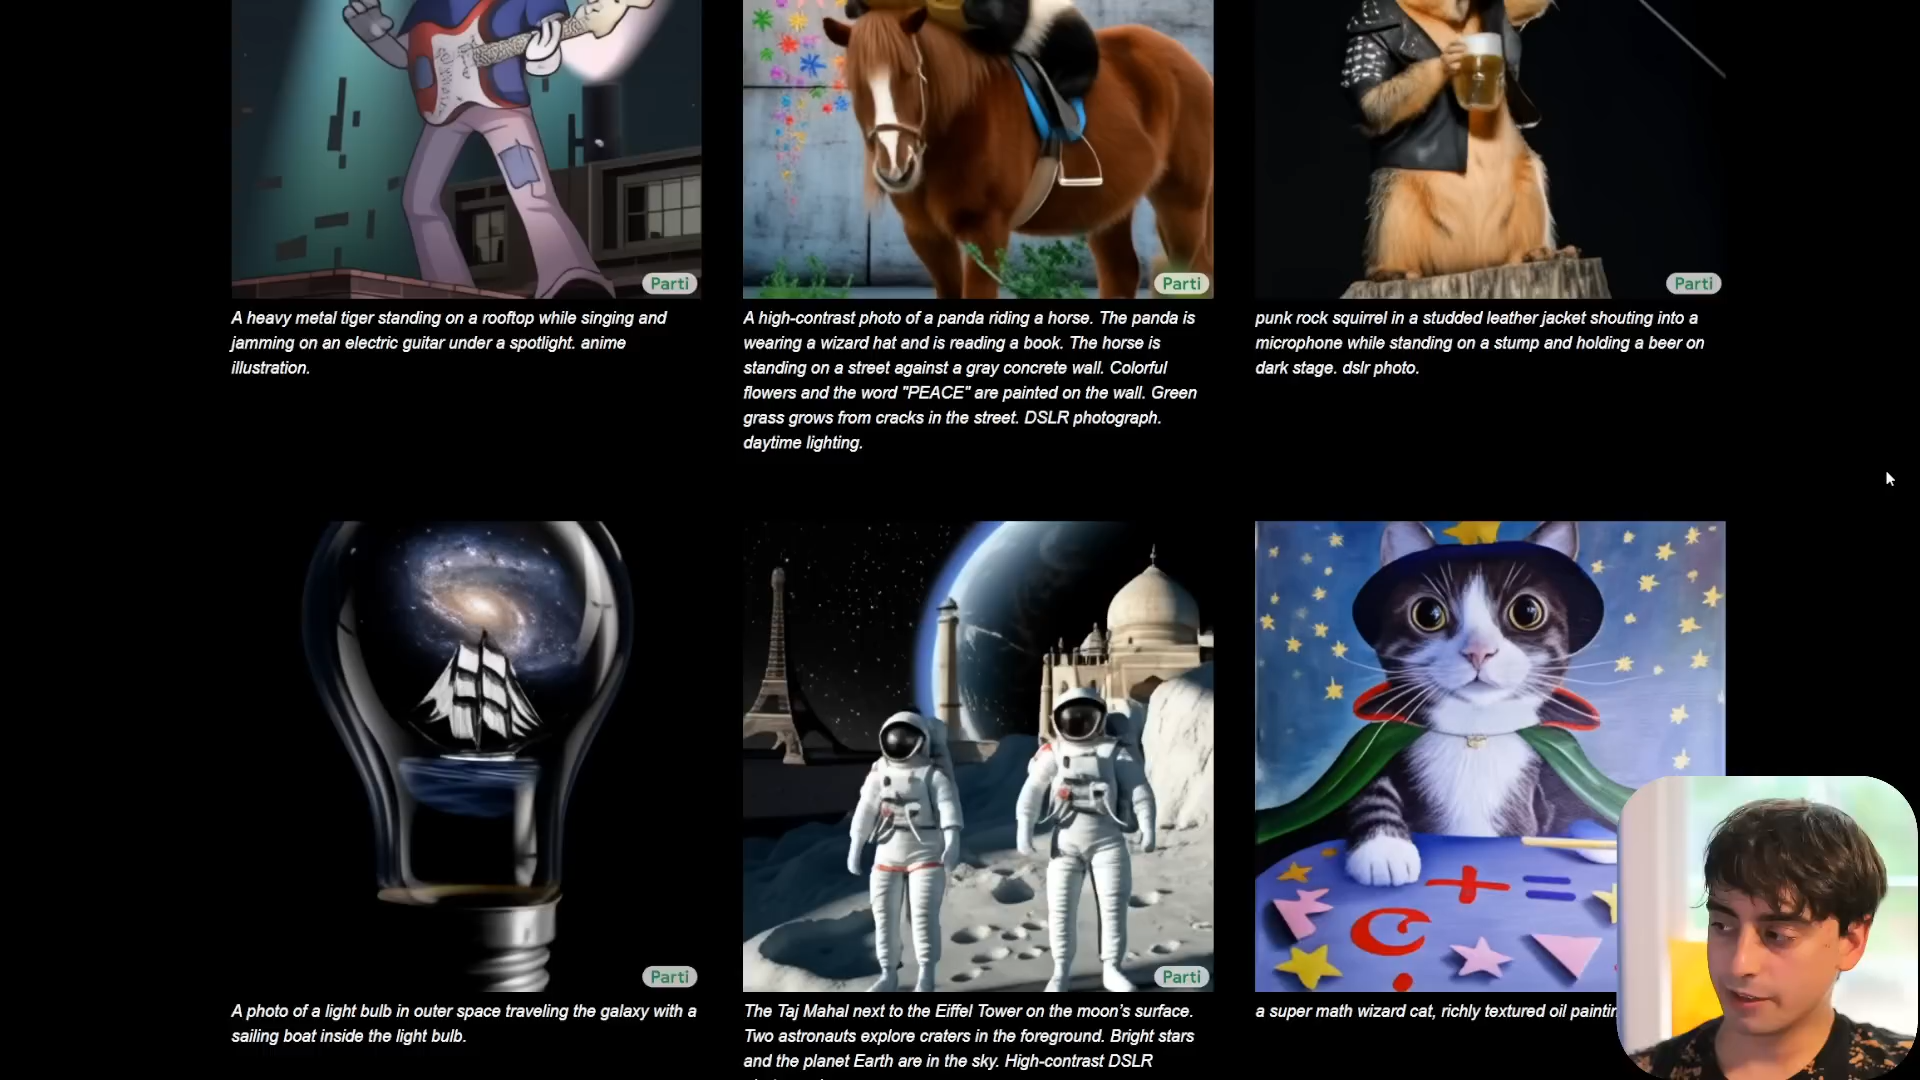 Parti
Parti
Parti
A heavy metal tiger standing on a rooftop while singing and
jamming on an electric guitar under a spotlight. anime
illustration.
A high-contrast photo of a panda riding a horse. The panda is
wearing a wizard hat and is reading a book. The horse is
standing on a street against a gray concrete wall. Colorful
flowers and the word "PEACE" are painted on the wall. Green
grass grows from cracks in the street. DSLR photograph.
daytime lighting.
punk rock squirrel in a studded leather jacket shouting into a
microphone while standing on a stump and holding a beer on
dark stage. dslr photo.
+ =
Parti
Parti
A photo of a light bulb in outer space traveling the galaxy with a
sailing boat inside the light bulb.
The Taj Mahal next to the Eiffel Tower on the moon's surface.
Two astronauts explore craters in the foreground. Bright stars
and the planet Earth are in the sky. High-contrast DSLR
a super math wizard cat, richly textured oil